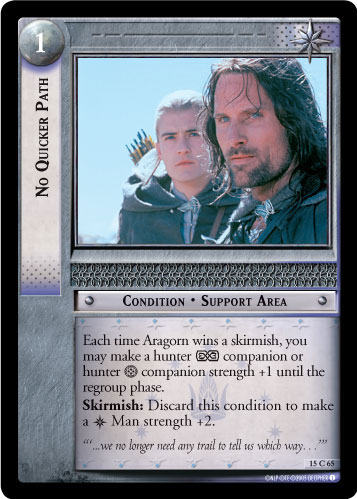 1
No Quicker Path
Condition • Support Area
Each time Aragorn wins a skirmish, you
may make a hunter companion or
hunter companion strength +1 until the
regroup phase.
Skirmish: Discard this condition to make
a Man strength +2.
“‘...we no longer need any trail to tell us which way. . .’”
15 C 65